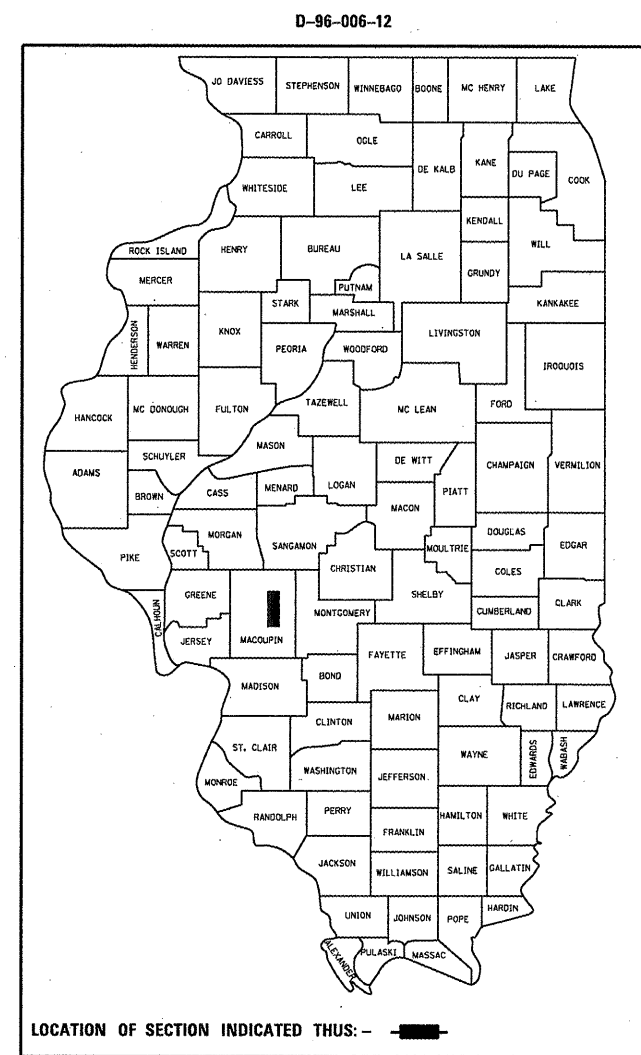 D-96-006-12
JO DAVIESS STEPHENSON WINNEBAGO BOONE MC HENRY LAKE
CARROLL OGLE
DE KALB KANE DU PAGE COOK
WHITESIDE LEE
KENDALL
ROCK ISLAND HENRY BUREAU LA SALLE GRUNDY WILL
MERCER PUTNAM
STARK MARSHALL KANKAKEE
HENDERSON WARREN KNOX PEORIA WOODFORD LIVINGSTON
IROQUOIS
HANCOCK MC DONOUGH FULTON TAZEWELL MC LEAN FORD
MASON
SCHUYLER DE WITT
ADAMS CHAMPAIGN VERMILION
BROWN CASS MENARD LOGAN PIATT
MACON
MORGAN DOUGLAS
PIKE SCOTT SANGAMON MOULTRIE EDGAR
CHRISTIAN COLES
GREENE SHELBY
CALHOUN MONTGOMERY CUMBERLAND CLARK
JERSEY MACOUPIN
FAYETTE EFFINGHAM JASPER CRAWFORD
BOND
MADISON
CLAY RICHLAND LAWRENCE
CLINTON MARION
ST. CLAIR WAYNE EDWARDS WABASH
WASHINGTON JEFFERSON
MONROE
RANDOLPH PERRY HAMILTON WHITE
FRANKLIN
JACKSON WILLIAMSON SALINE GALLATIN
HARDIN
UNION JOHNSON POPE
ALEXANDER PULASKI MASSAC
LOCATION OF SECTION INDICATED THUS: -